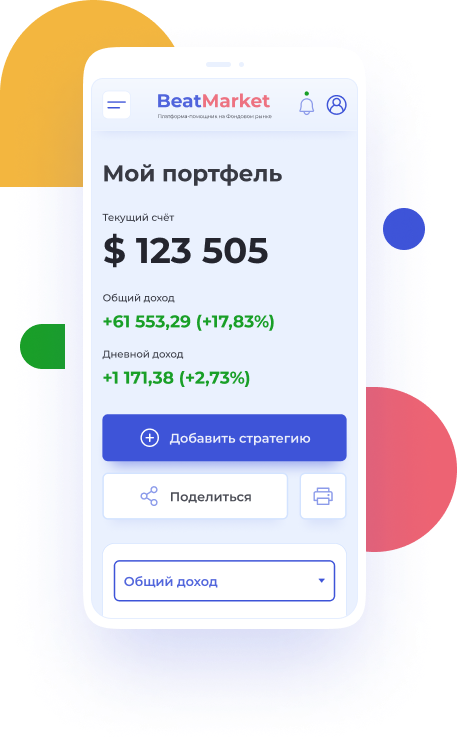 BeatMarket
Платформа-помощник на Фондовом рынке
Мой портфель
Текущий счёт
$ 123 505
Общий доход
+61 553,29 (+17,83%)
Дневной доход
+1 171,38 (+2,73%)
Добавить стратегию
Поделиться
Общий доход